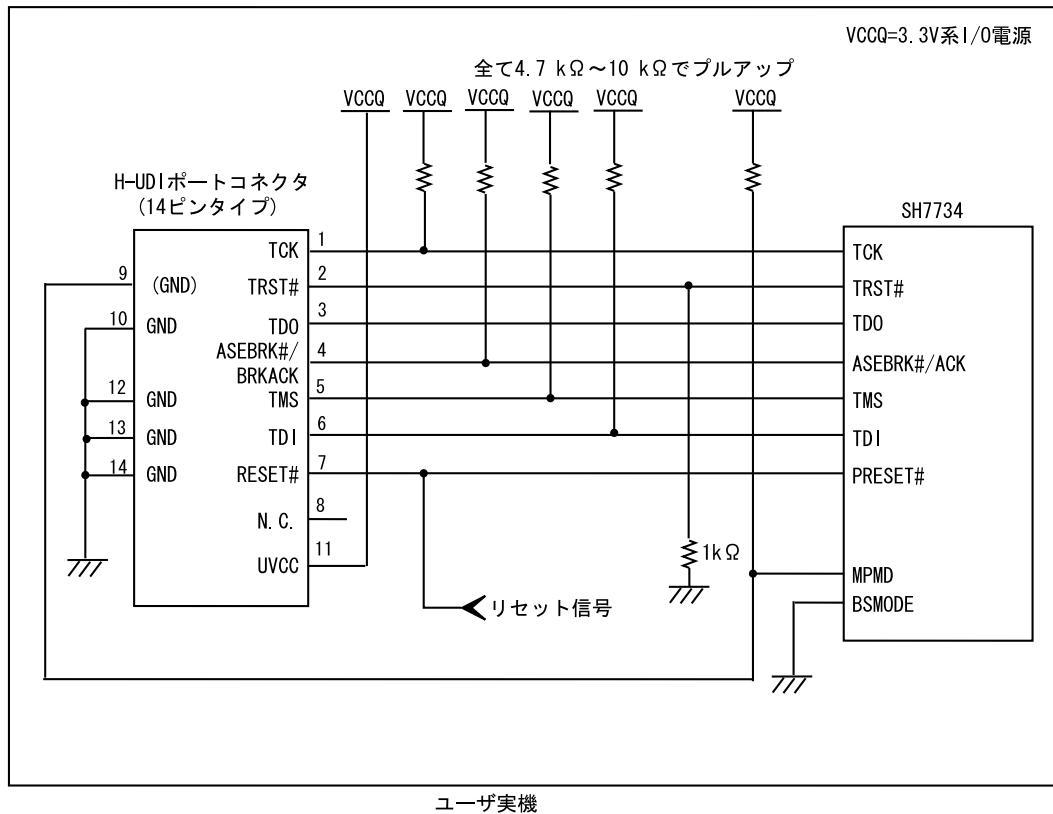 VCCQ=3.3V系I/O電源
全て4.7 kΩ～10 kΩでプルアップ
VCCQ VCCQ VCCQ VCCQ VCCQ VCCQ
H-UDIポートコネクタ
(14ピンタイプ)
SH7734
TCK 1 TCK
9 (GND) TRST# 2 TRST#
10 GND TDO 3 TDO
ASEBRK#/
BRKACK 4 ASEBRK#/ACK
12 GND TMS 5 TMS
13 GND TDI 6 TDI
14 GND RESET# 7 PRESET#
N.C. 8
UVCC 11
1kΩ
MPMD
BSMODE
リセット信号
ユーザ実機